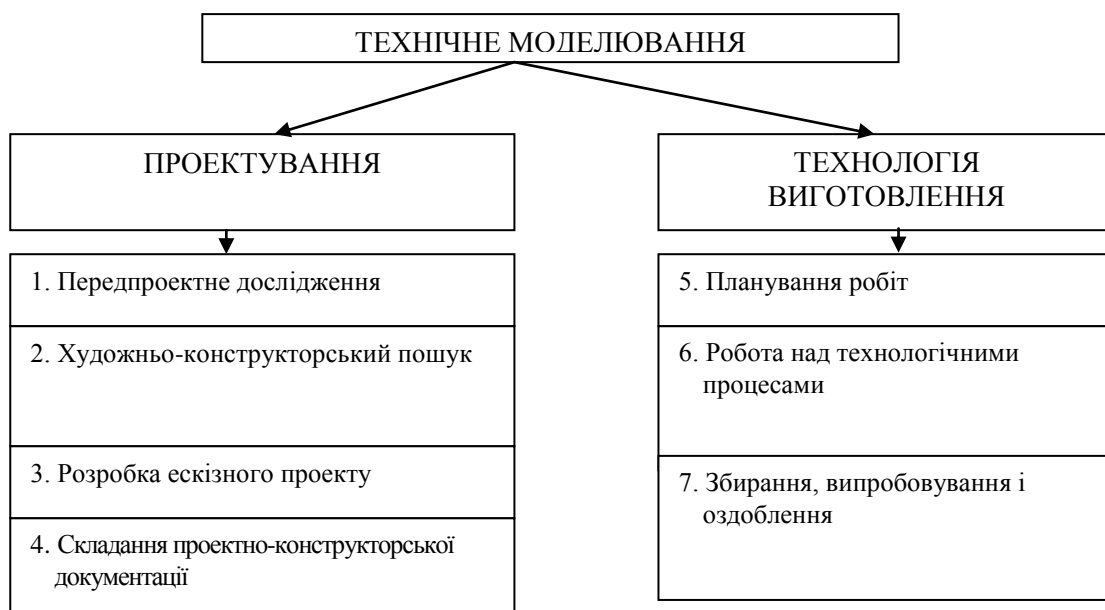 ТЕХНІЧНЕ МОДЕЛЮВАННЯ
ПРОЕКТУВАННЯ
1. Передпроектне дослідження
2. Художньо-конструкторський пошук
3. Розробка ескізного проекту
4. Складання проектно-конструкторської
документації
ТЕХНОЛОГІЯ
ВИГОТОВЛЕННЯ
5. Планування робіт
6. Робота над технологічними
процесами
7. Збирання, випробовування і
оздоблення